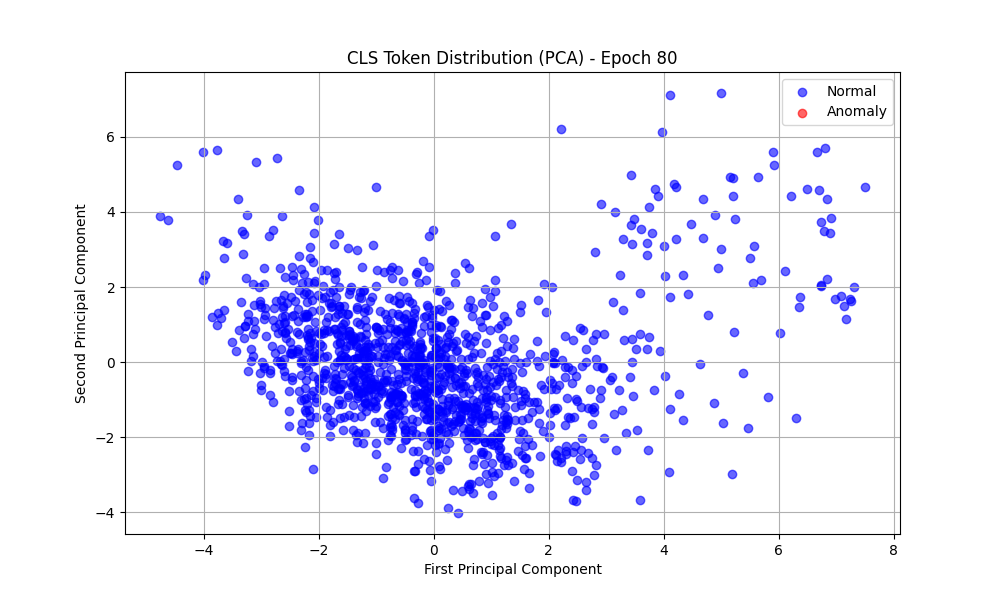 CLS Token Distribution (PCA) - Epoch 80
Normal
Anomaly
Second Principal Component
6
4
2
0
−2
−4
−4
−2
0
2
4
6
8
First Principal Component